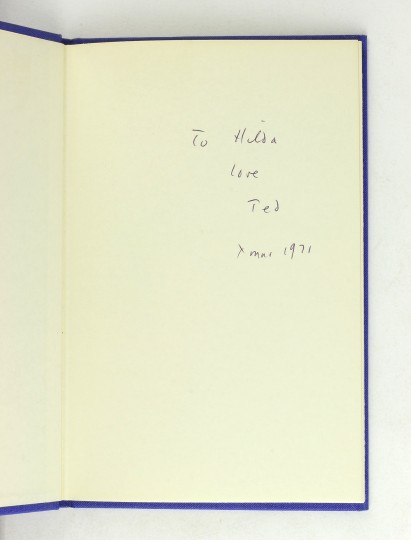 To Hilda
love
Ted
Xmas 1971